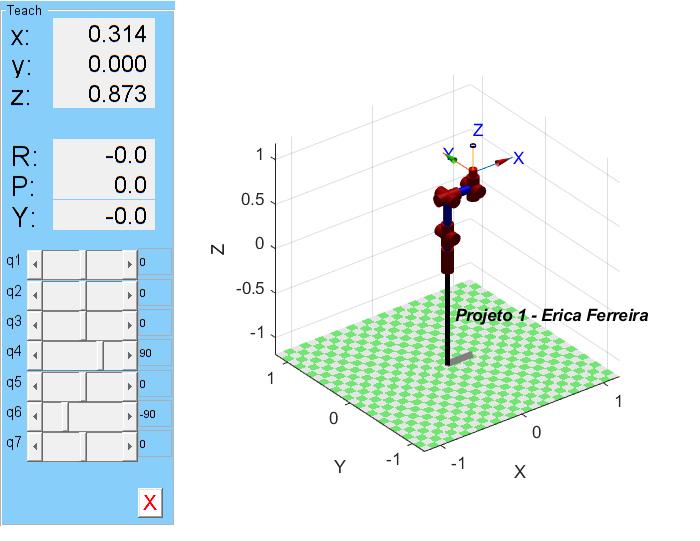 Teach
x: 0.314
y: 0.000
z: 0.873
R: -0.0
P: 0.0
Y: -0.0
q1 0
q2 0
q3 0
q4 90
q5 0
q6 -90
q7 0
X
Z
Y X
1
0.5
0
-0.5
-1
Z
Projeto 1 - Erica Ferreira
1
0
-1
Y
-1
0
1
X